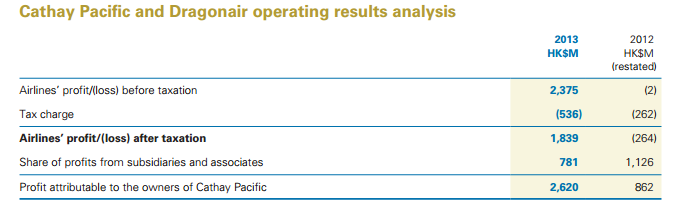 Cathay Pacific and Dragonair operating results analysis
2013 2012
HK$M HK$M
(restated)
Airlines' profit/(loss) before taxation 2,375 (2)
Tax charge (536) (262)
Airlines' profit/(loss) after taxation 1,839 (264)
Share of profits from subsidiaries and associates 781 1,126
Profit attributable to the owners of Cathay Pacific 2,620 862